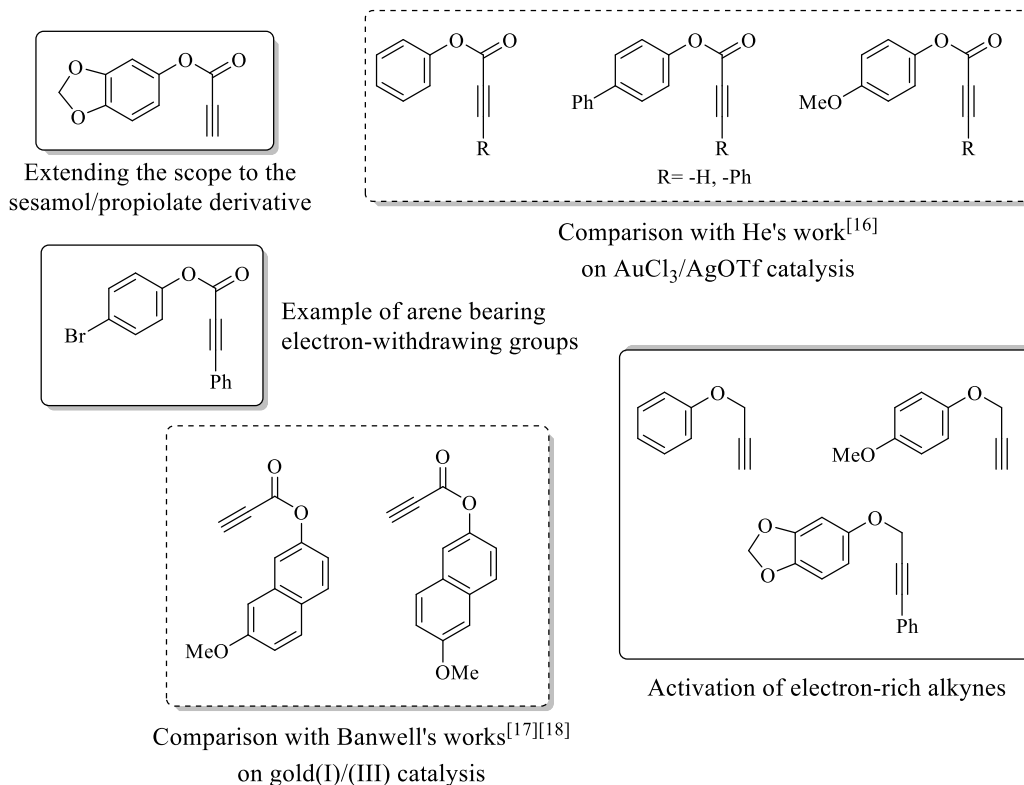 O
O
O
O
Extending the scope to the
sesamol/propiolate derivative
O
O
R
Ph
O
O
R
MeO
O
O
R
R= -H, -Ph
Comparison with He's work[16]
on AuCl3/AgOTf catalysis
Br
O
O
Ph
Example of arene bearing
electron-withdrawing groups
O
O
MeO
O
O
OMe
Comparison with Banwell's works[17][18]
on gold(I)/(III) catalysis
O
MeO
O
O
O
O
Ph
Activation of electron-rich alkynes